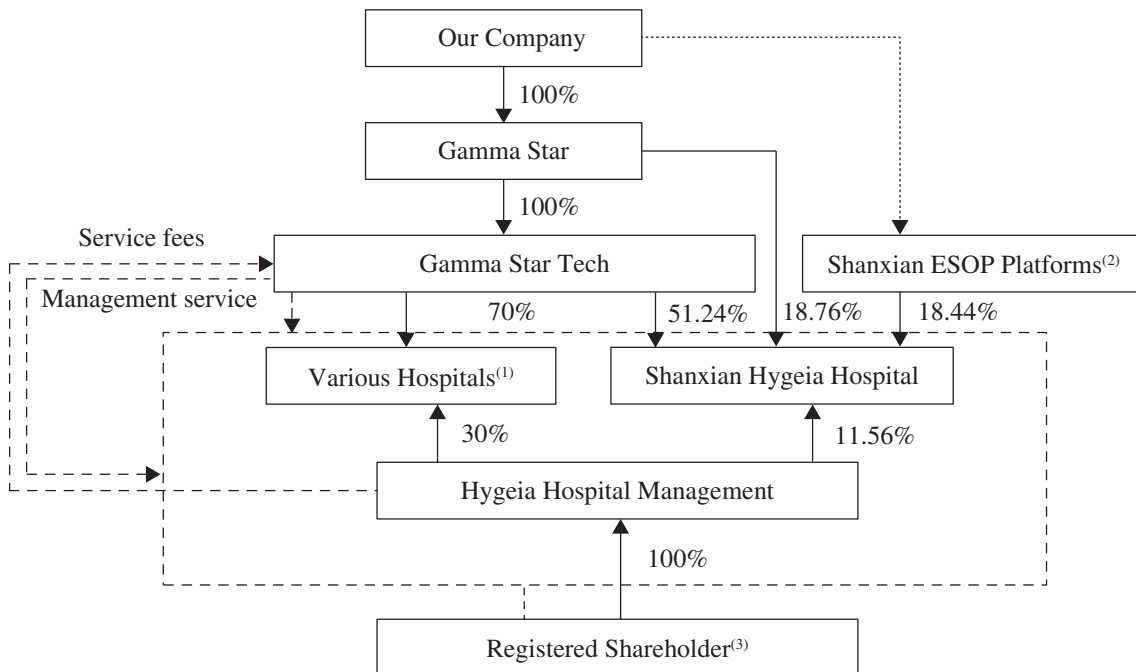 Our Company
100%
Gamma Star
100%
Service fees
Gamma Star Tech
Shanxian ESOP Platforms(2)
Management service
70%
51.24%
18.76%
18.44%
Various Hospitals(1)
Shanxian Hygeia Hospital
30%
11.56%
Hygeia Hospital Management
100%
Registered Shareholder(3)